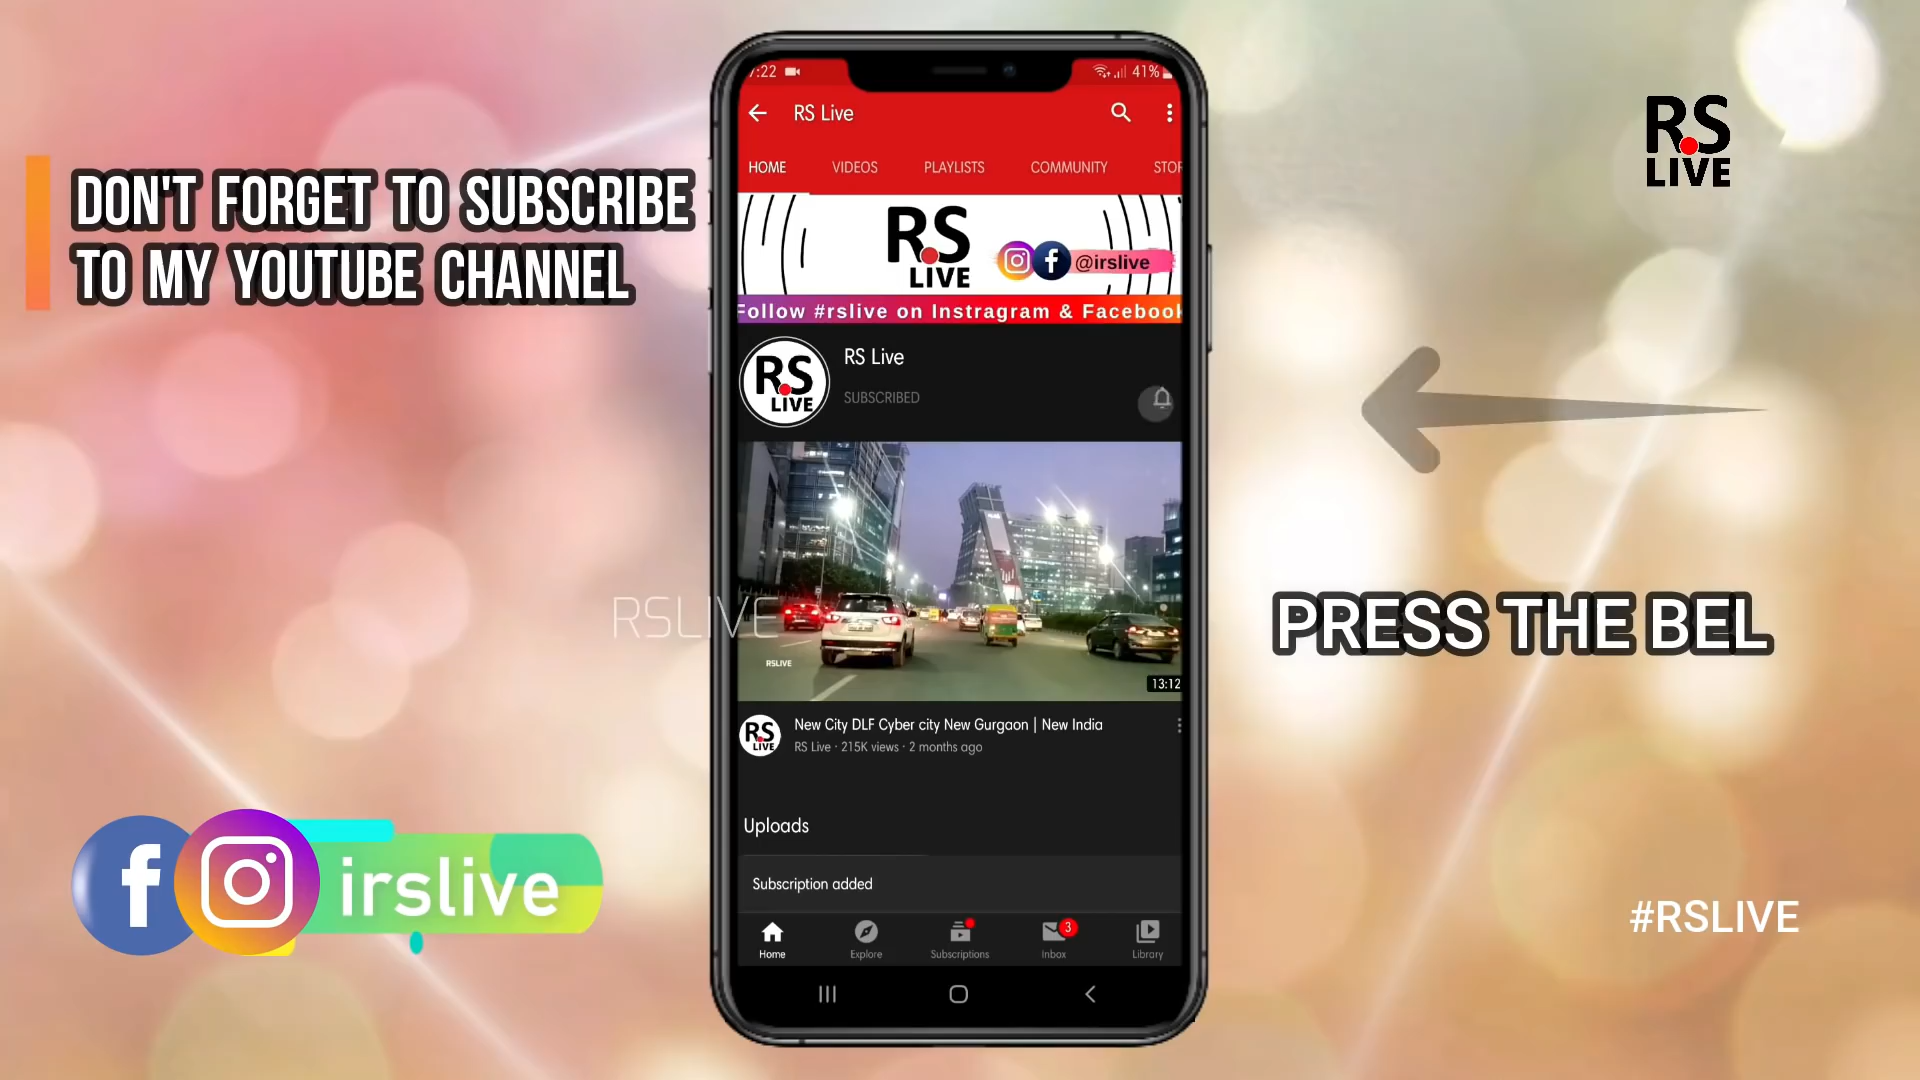 DON'T FORGET TO SUBSCRIBE
TO MY YOUTUBE CHANNEL
7:22
41%
RS Live
HOME VIDEOS PLAYLISTS COMMUNITY STOR
RS
LIVE
@irslive
Follow #rslive on Instragram & Facebook
RS
LIVE
RS Live
SUBSCRIBED
RSLIVE
RSLIVE
13:12
RS
LIVE
New City DLF Cyber city New Gurgaon | New India
RS Live · 215K views · 2 months ago
Uploads
Subscription added
Home Explore Subscriptions 3 Inbox Library
RS
LIVE
PRESS THE BEL
f irslive
#RSLIVE